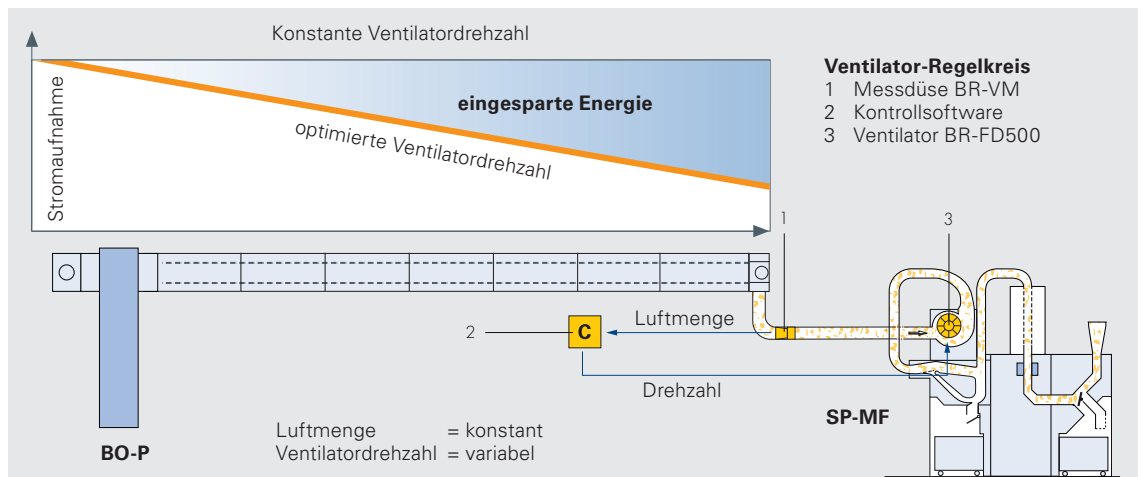 Konstante Ventilatordrehzahl
Stromaufnahme
eingesparte Energie
optimierte Ventilatordrehzahl
Ventilator-Regelkreis
1 Messdüse BR-VM
2 Kontrollsoftware
3 Ventilator BR-FD500
1
3
2
C
Luftmenge
Drehzahl
SP-MF
BO-P
Luftmenge = konstant
Ventilatordrehzahl = variabel